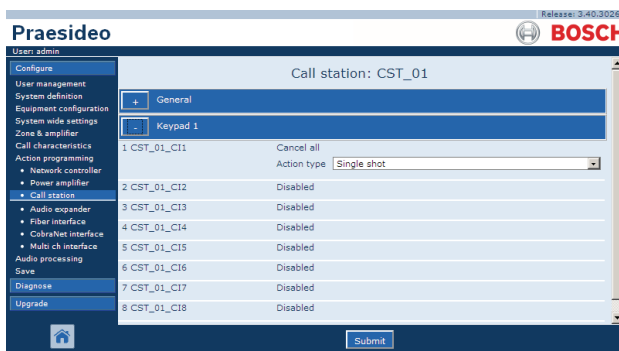 Release: 3.40.3026
Praesideo
BOSCH
User: admin
Configure
User management
System definition
Equipment configuration
System wide settings
Zone & amplifier
Call characteristics
Action programming
• Network controller
• Power amplifier
• Call station
• Audio expander
• Fiber interface
• CobraNet interface
• Multi ch interface
Audio processing
Save
Diagnose
Upgrade
Call station: CST_01
+ General
- Keypad 1
1 CST_01_CI1 Cancel all
Action type Single shot
2 CST_01_CI2 Disabled
3 CST_01_CI3 Disabled
4 CST_01_CI4 Disabled
5 CST_01_CI5 Disabled
6 CST_01_CI6 Disabled
7 CST_01_CI7 Disabled
8 CST_01_CI8 Disabled
Submit